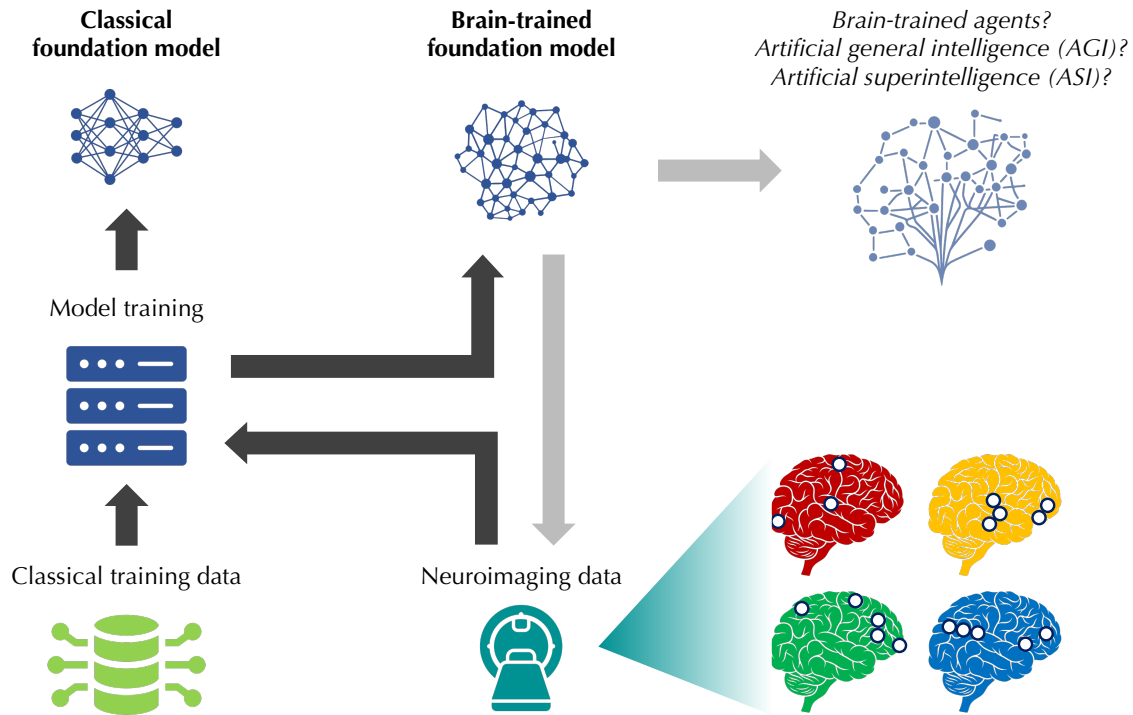 Classical
foundation model
Brain-trained
foundation model
Brain-trained agents?
Artificial general intelligence (AGI)?
Artificial superintelligence (ASI)?
Model training
Classical training data
Neuroimaging data